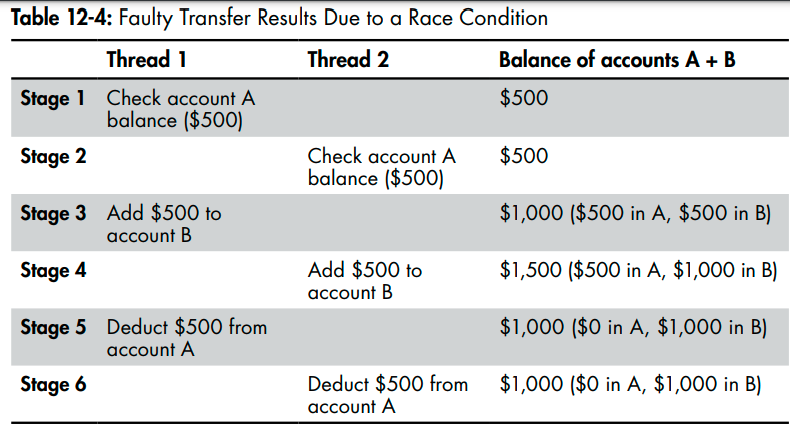 Table 12-4: Faulty Transfer Results Due to a Race Condition
Thread 1 Thread 2 Balance of accounts A + B
Stage 1 Check account A $500
balance ($500)
Stage 2 Check account A $500
balance ($500)
Stage 3 Add $500 to $1,000 ($500 in A, $500 in B)
account B
Stage 4 Add $500 to $1,500 ($500 in A, $1,000 in B)
account B
Stage 5 Deduct $500 from $1,000 ($0 in A, $1,000 in B)
account A
Stage 6 Deduct $500 from $1,000 ($0 in A, $1,000 in B)
account A